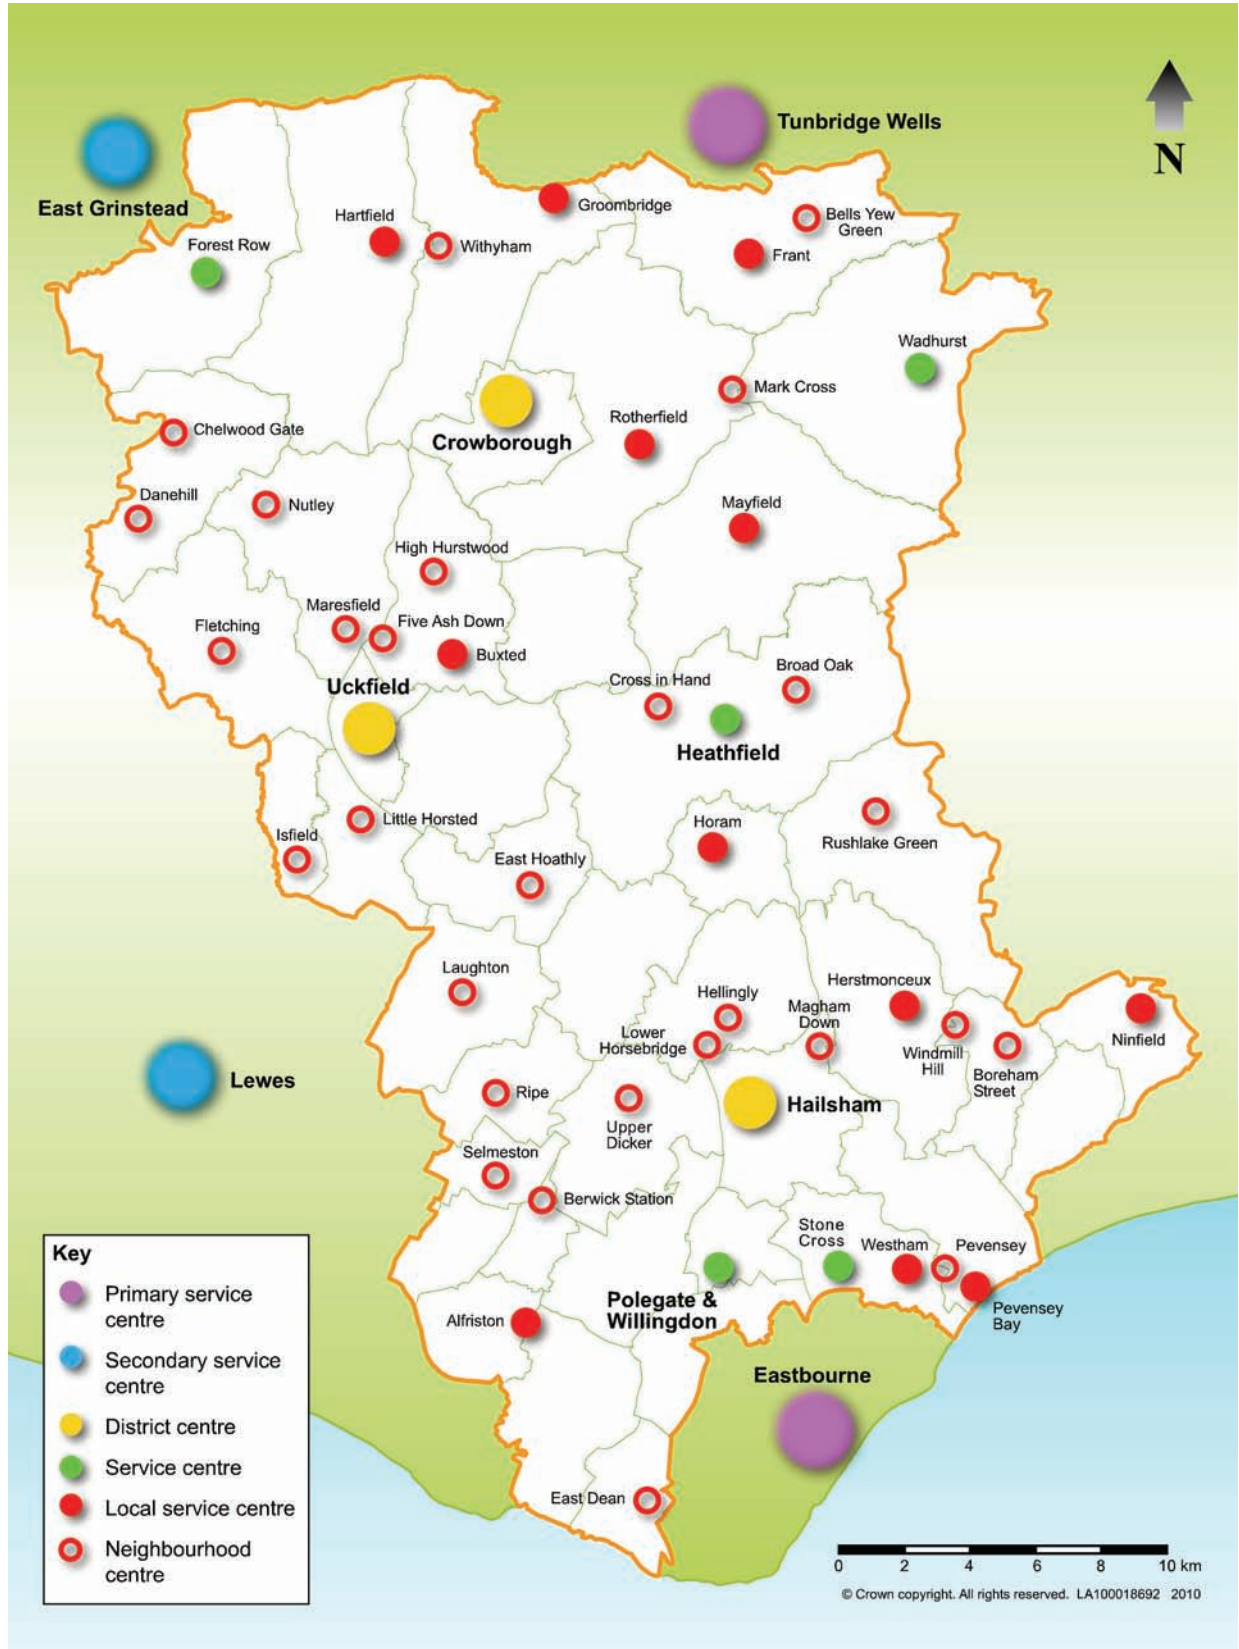 Tunbridge Wells
N
East Grinstead
Groombridge
Hartfield
Bells Yew
Green
Forest Row
Withyham
Frant
Wadhurst
Mark Cross
Rotherfield
Chelwood Gate
Crowborough
Danehill
Nutley
Mayfield
High Hurstwood
Maresfield
Five Ash Down
Fletching
Buxted
Broad Oak
Cross in Hand
Uckfield
Heathfield
Little Horsted
Horam
Isfield
Rushlake Green
East Hoathly
Laughton
Herstmonceux
Hellingly
Magham
Down
Lower
Horsebridge
Ninfield
Windmill
Hill
Boreham
Street
Lewes
Ripe
Hailsham
Upper
Dicker
Selmeston
Berwick Station
Stone
Cross
Westham
Pevensey
Polegate &
Willingdon
Pevensey
Bay
Alfriston
Eastbourne
East Dean
Key
Primary service
centre
Secondary service
centre
District centre
Service centre
Local service centre
Neighbourhood
centre
0 2 4 6 8 10 km
© Crown copyright. All rights reserved. LA100018692 2010